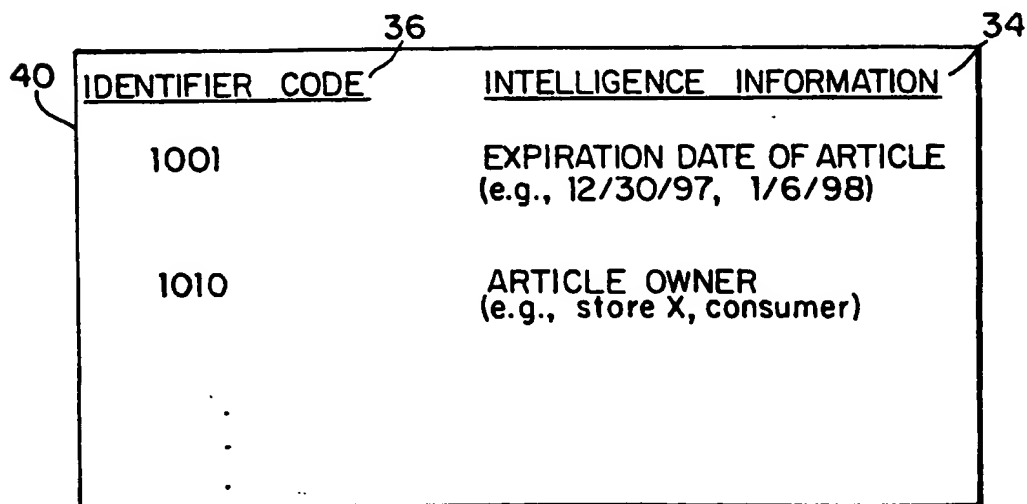 36
34
40
IDENTIFIER CODE INTELLIGENCE INFORMATION
1001 EXPIRATION DATE OF ARTICLE
(e.g., 12/30/97, 1/6/98)
1010 ARTICLE OWNER
(e.g., store X, consumer)
.
.
.